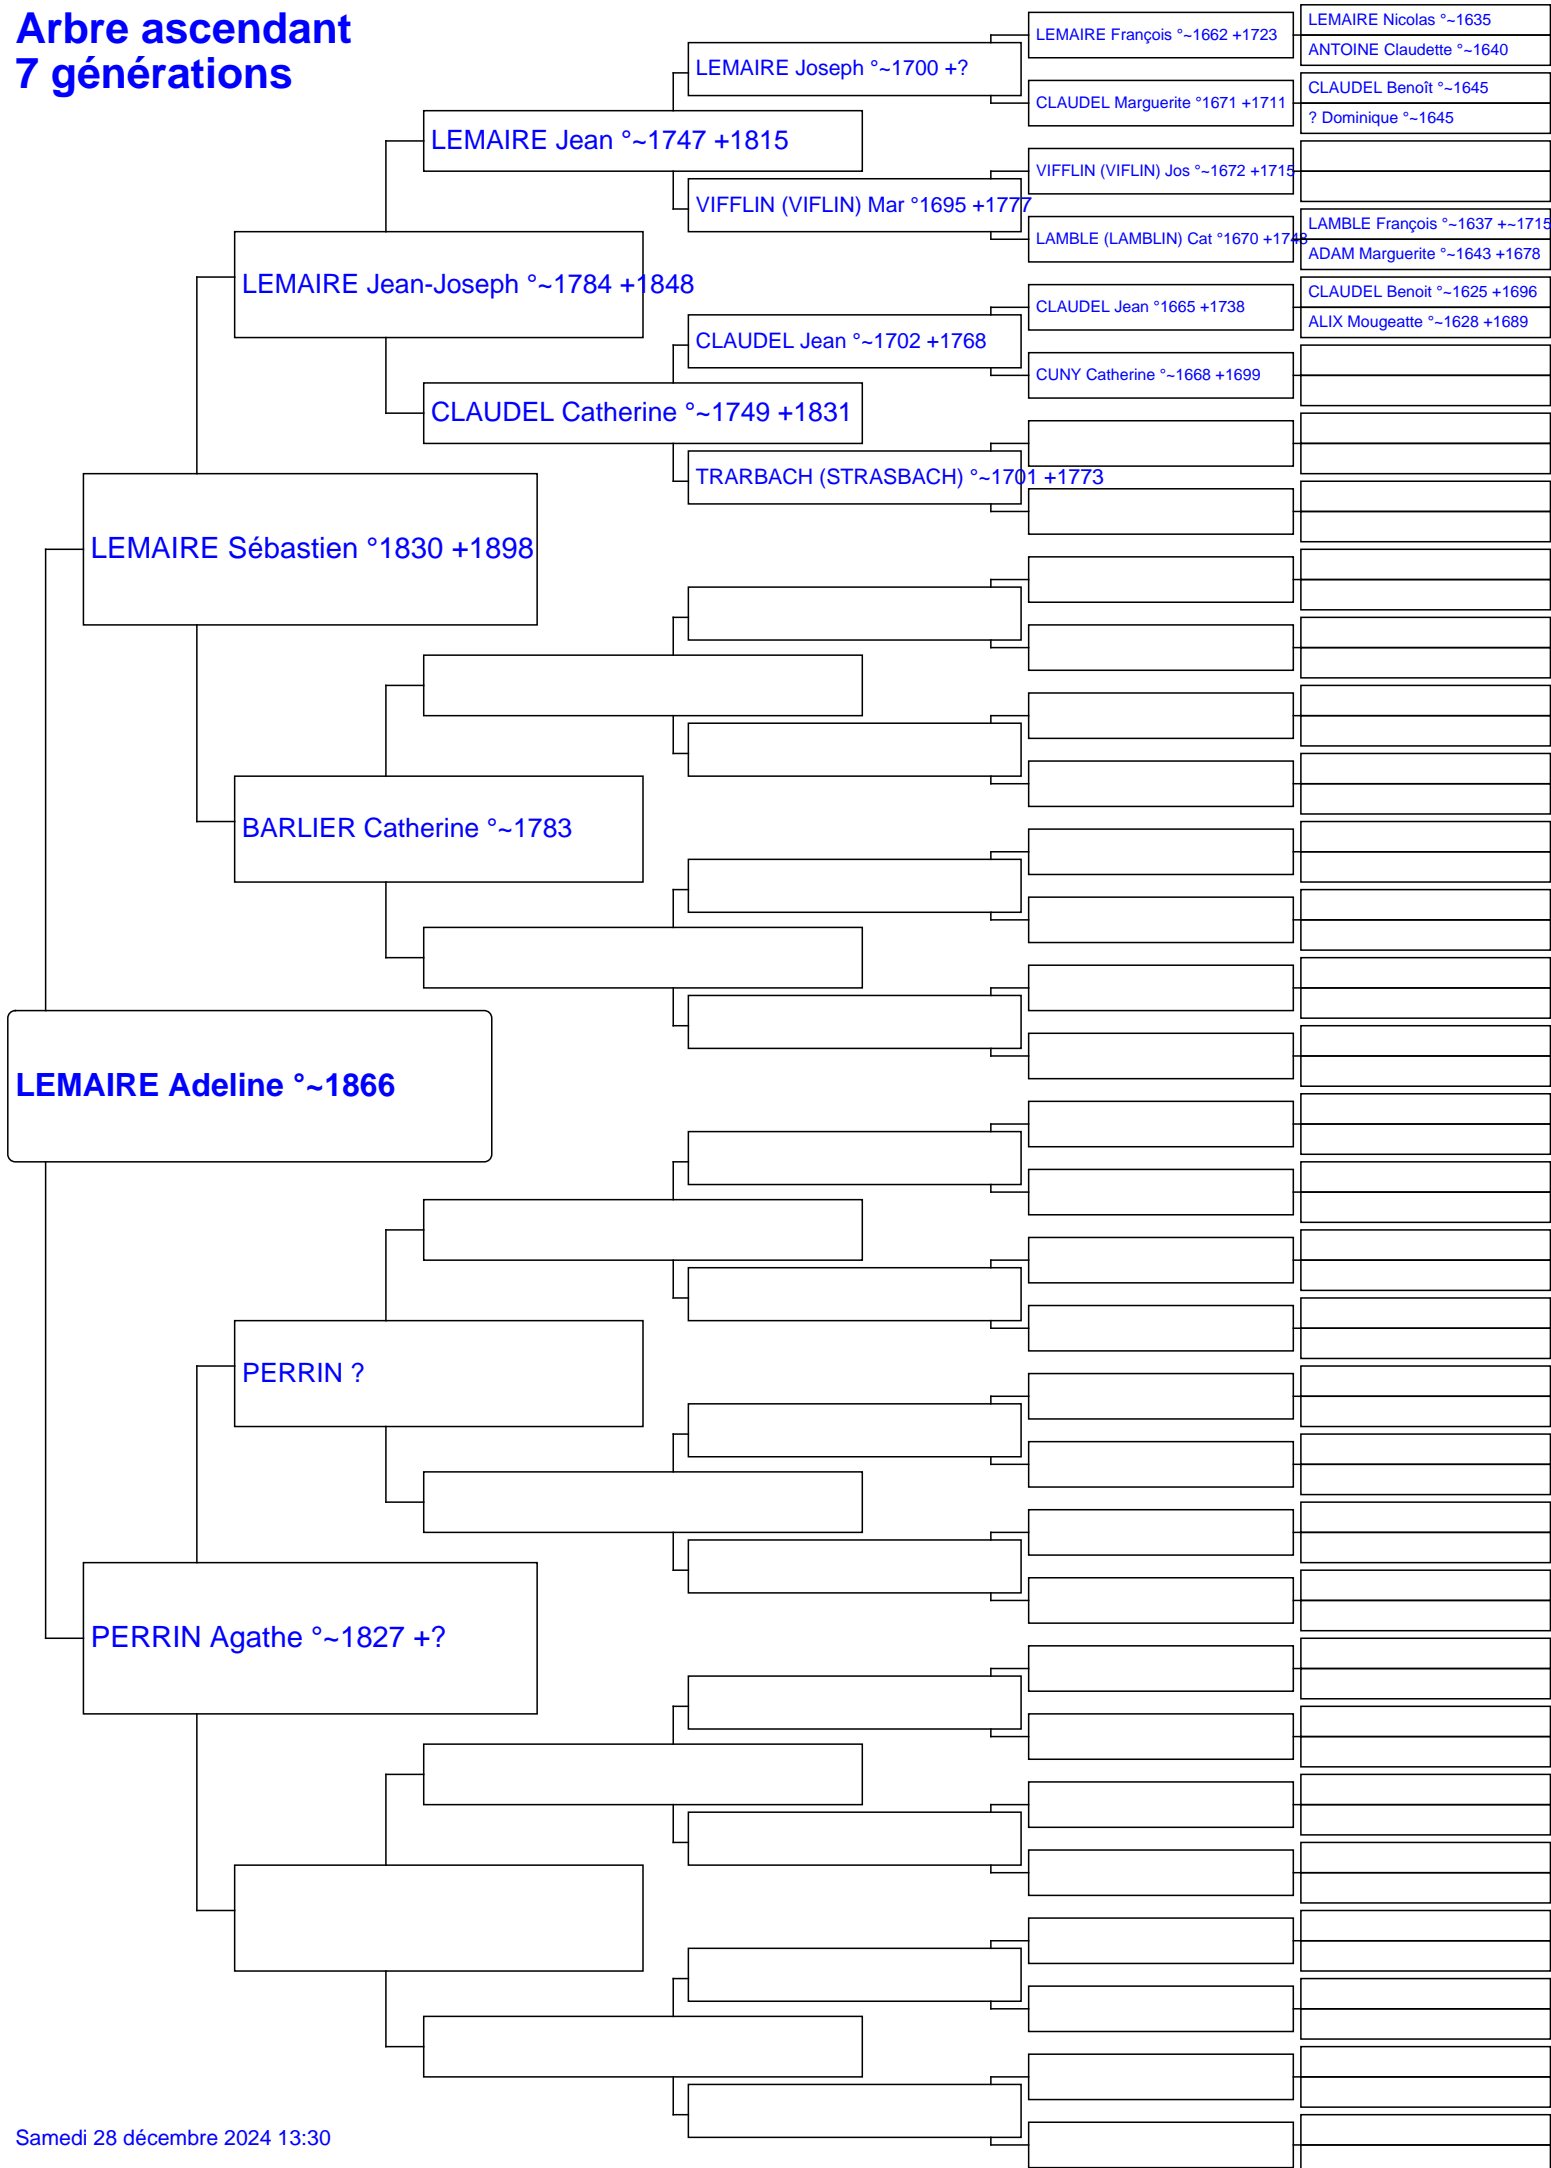 Arbre ascendant
7 générations
LEMAIRE Nicolas °~1635
LEMAIRE François °~1662 +1723
ANTOINE Claudette °~1640
LEMAIRE Joseph °~1700 +?
CLAUDEL Benoît °~1645
CLAUDEL Marguerite °1671 +1711
? Dominique °~1645
LEMAIRE Jean °~1747 +1815
VIFFLIN (VIFLIN) Jos °~1672 +1715
VIFFLIN (VIFLIN) Mar °1695 +1777
LAMBLE François °~1637 +~1715
LAMBLE (LAMBLIN) Cat °1670 +1748
ADAM Marguerite °~1643 +1678
LEMAIRE Jean-Joseph °~1784 +1848
CLAUDEL Benoit °~1625 +1696
CLAUDEL Jean °1665 +1738
ALIX Mougeatte °~1628 +1689
CLAUDEL Jean °~1702 +1768
CUNY Catherine °~1668 +1699
CLAUDEL Catherine °~1749 +1831
TRARBACH (STRASBACH) °~1701 +1773
LEMAIRE Sébastien °1830 +1898
BARLIER Catherine °~1783
LEMAIRE Adeline °~1866
PERRIN ?
PERRIN Agathe °~1827 +?
Samedi 28 décembre 2024 13:30